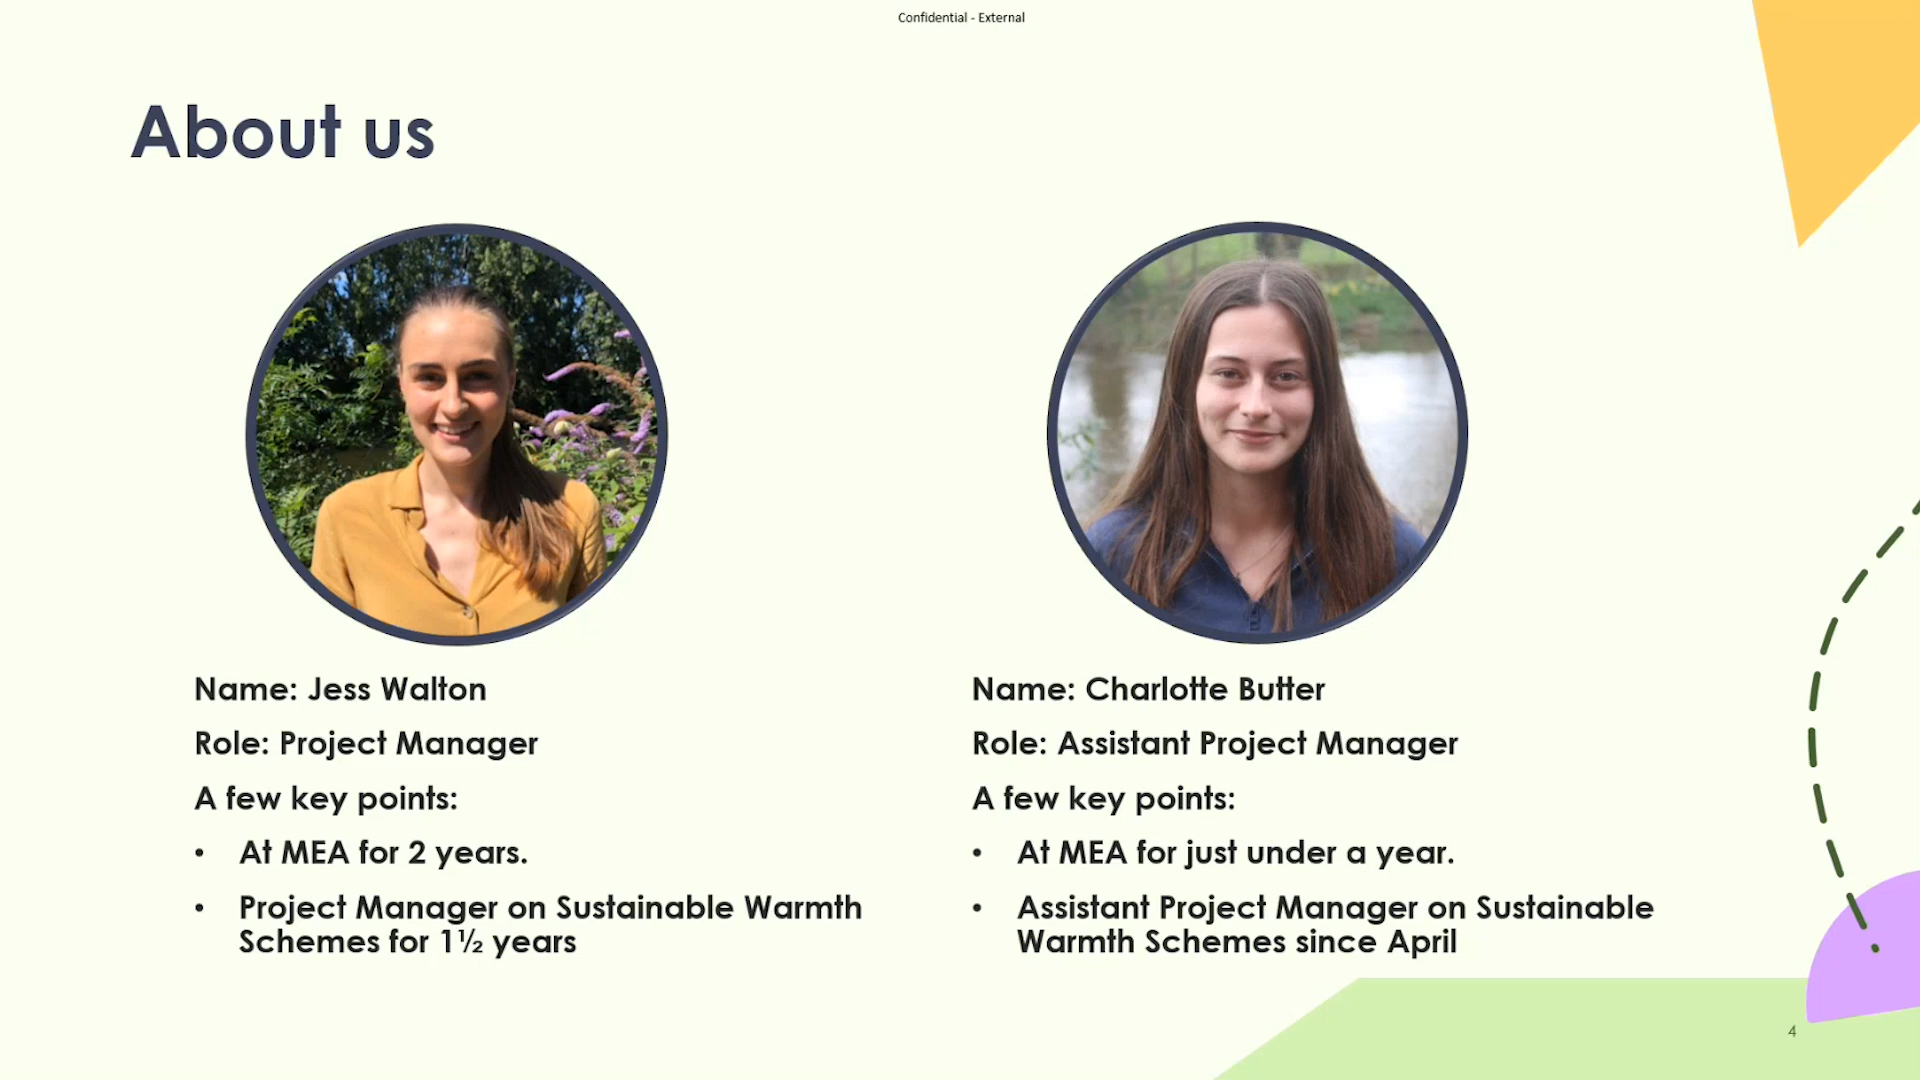 Confidential - External
About us
Name: Jess Walton
Role: Project Manager
A few key points:
• At MEA for 2 years.
• Project Manager on Sustainable Warmth
Schemes for 1½ years
Name: Charlotte Butter
Role: Assistant Project Manager
A few key points:
• At MEA for just under a year.
• Assistant Project Manager on Sustainable
Warmth Schemes since April
4